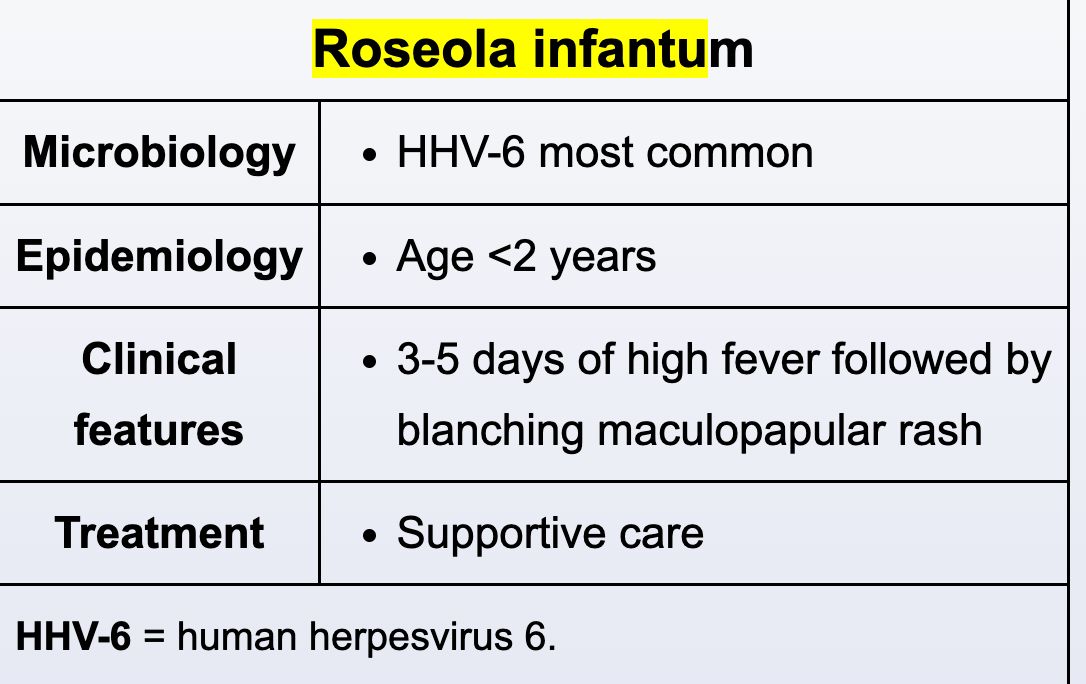 Roseola infantum
Microbiology
• HHV-6 most common
Epidemiology
• Age <2 years
Clinical
features
• 3-5 days of high fever followed by
blanching maculopapular rash
Treatment
• Supportive care
HHV-6 = human herpesvirus 6.